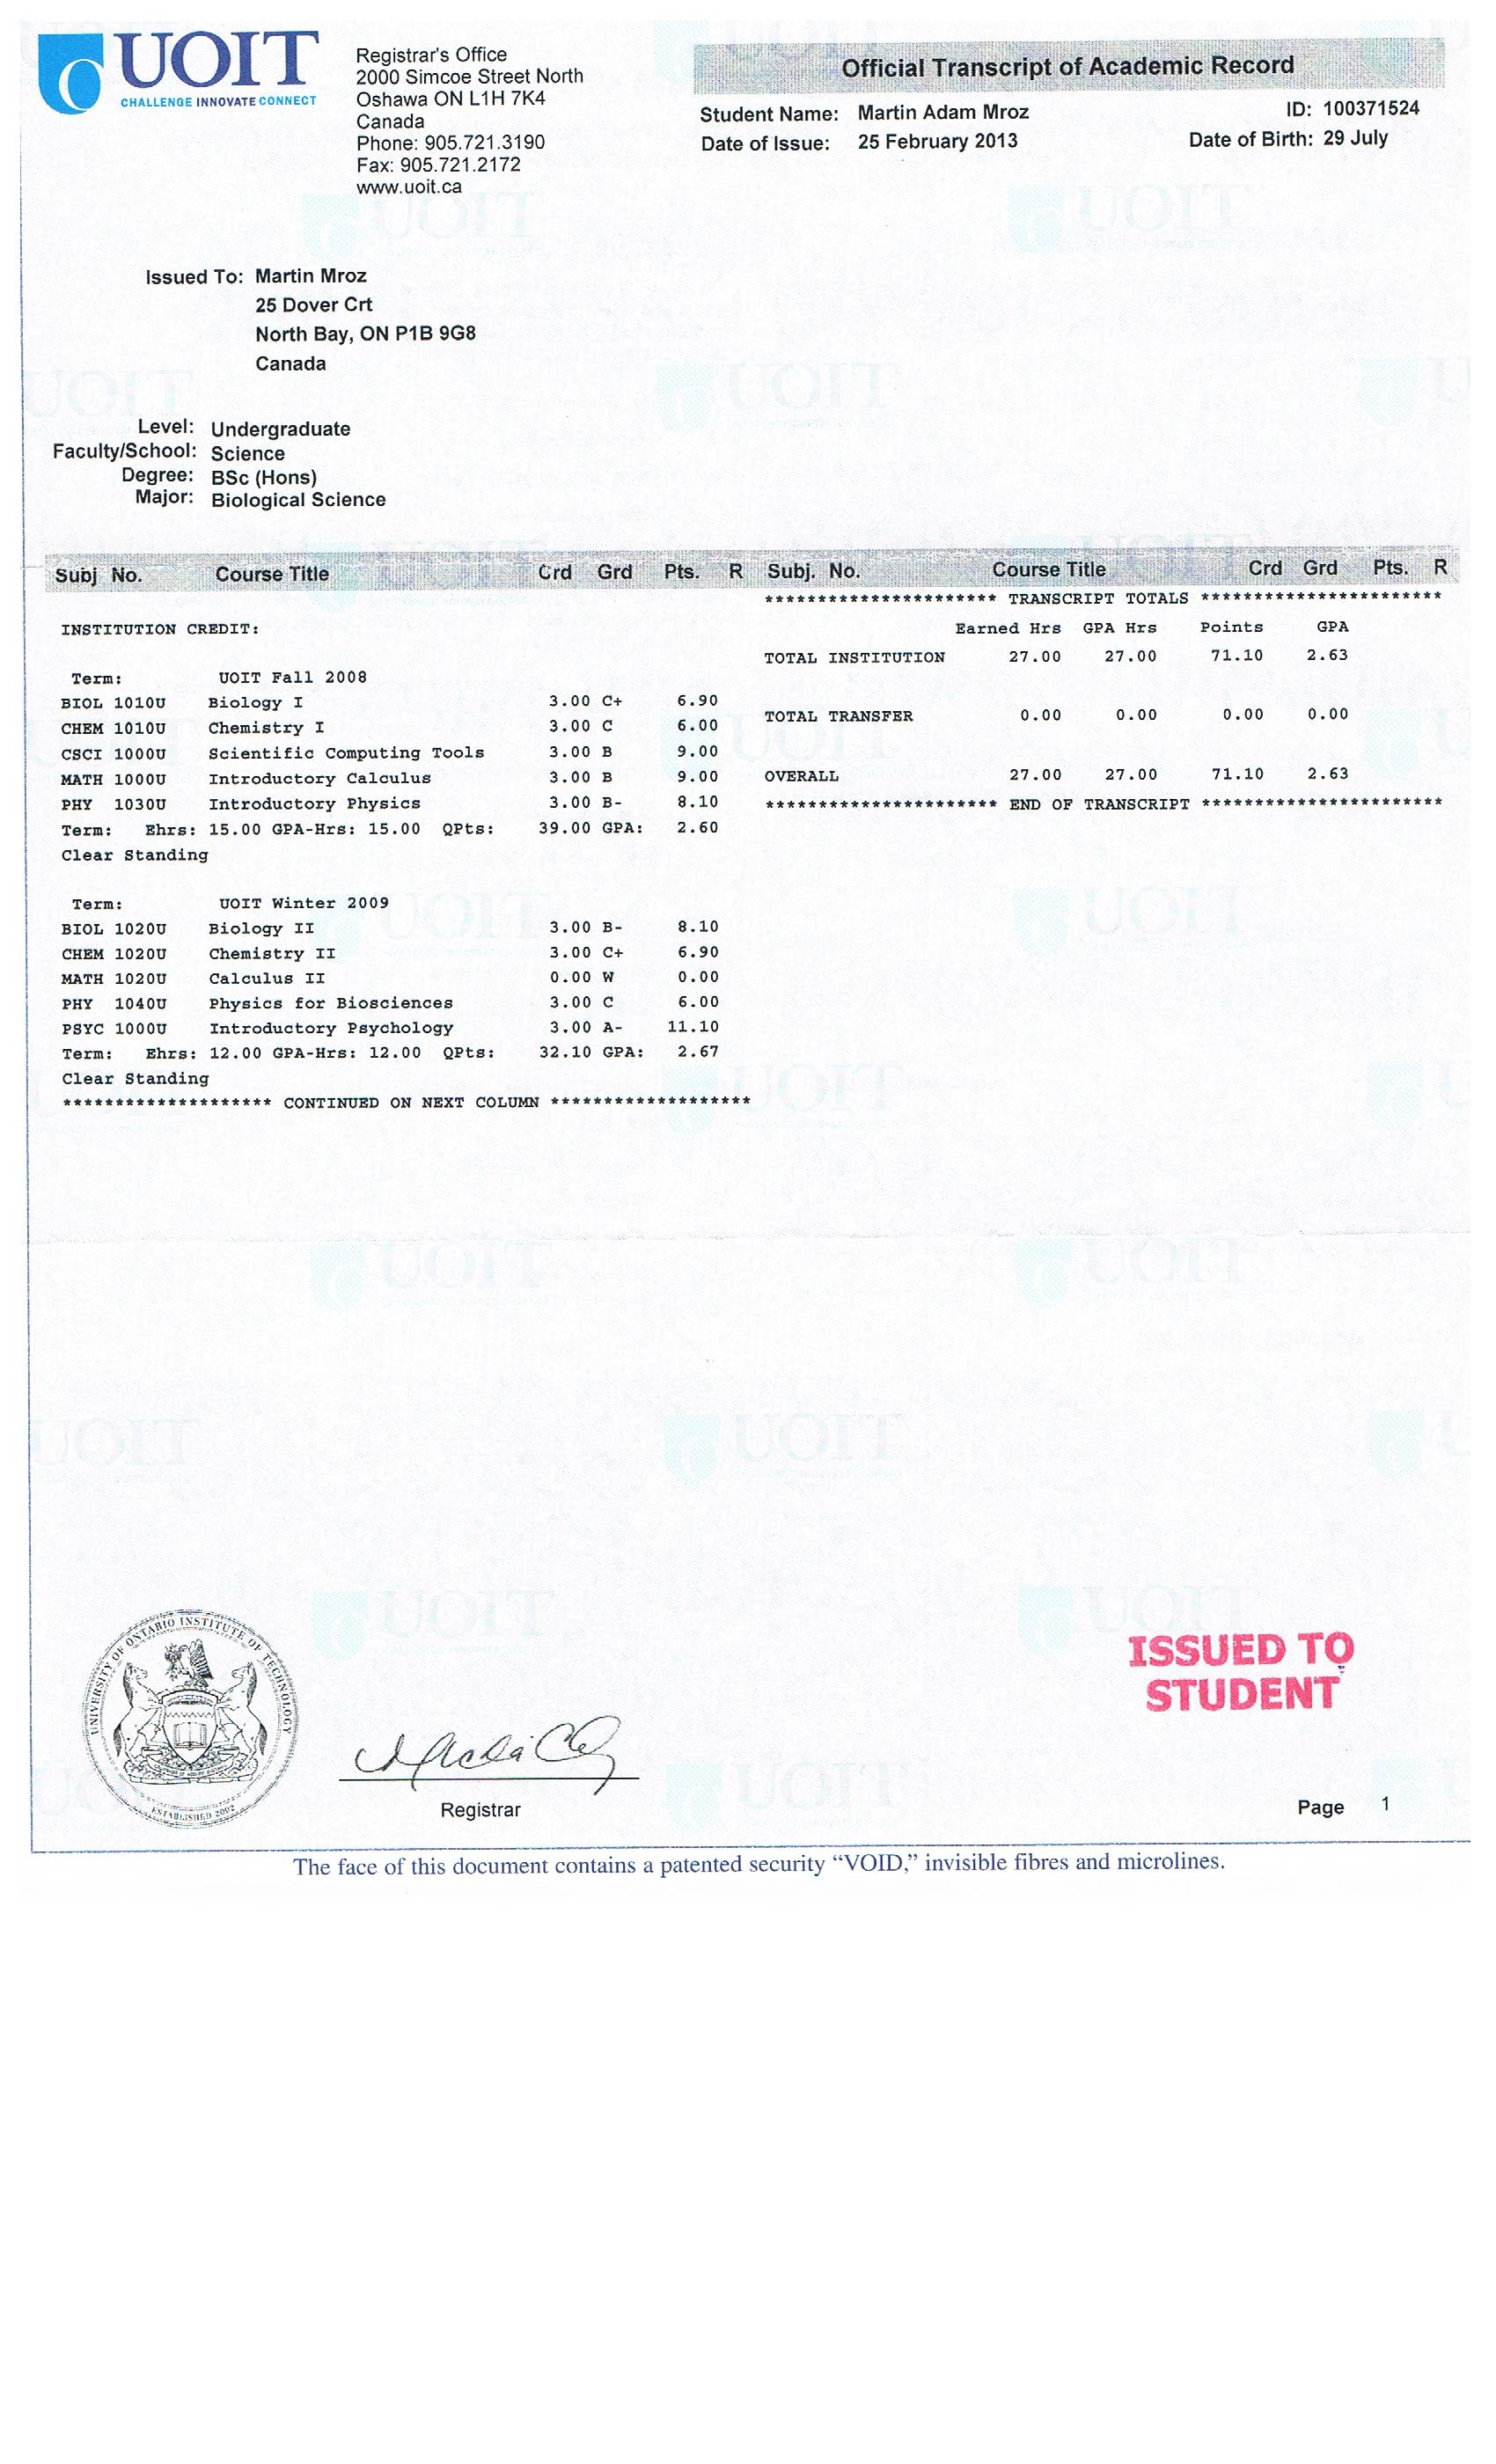 UOIT
CHALLENGE INNOVATE CONNECT
Registrar's Office
2000 Simcoe Street North
Oshawa ON L1H 7K4
Canada
Phone: 905.721.3190
Fax: 905.721.2172
www.uoit.ca
Official Transcript of Academic Record
Student Name: Martin Adam Mroz ID: 100371524
Date of Issue: 25 February 2013 Date of Birth: 29 July
Issued To: Martin Mroz
25 Dover Crt
North Bay, ON P1B 9G8
Canada
Level: Undergraduate
Faculty/School: Science
Degree: BSc (Hons)
Major: Biological Science
Subj No. Course Title Crd Grd Pts. R
INSTITUTION CREDIT:
Term: UOIT Fall 2008
BIOL 1010U Biology I 3.00 C+ 6.90
CHEM 1010U Chemistry I 3.00 C 6.00
CSCI 1000U Scientific Computing Tools 3.00 B 9.00
MATH 1000U Introductory Calculus 3.00 B 9.00
PHY 1030U Introductory Physics 3.00 B- 8.10
Term: Ehrs: 15.00 GPA-Hrs: 15.00 QPts: 39.00 GPA: 2.60
Clear Standing
Term: UOIT Winter 2009
BIOL 1020U Biology II 3.00 B- 8.10
CHEM 1020U Chemistry II 3.00 C+ 6.90
MATH 1020U Calculus II 0.00 W 0.00
PHY 1040U Physics for Biosciences 3.00 C 6.00
PSYC 1000U Introductory Psychology 3.00 A- 11.10
Term: Ehrs: 12.00 GPA-Hrs: 12.00 QPts: 32.10 GPA: 2.67
Clear Standing
******************** CONTINUED ON NEXT COLUMN *******************
Subj. No. Course Title Crd Grd Pts. R
********************** TRANSCRIPT TOTALS ***********************
Earned Hrs GPA Hrs Points GPA
TOTAL INSTITUTION 27.00 27.00 71.10 2.63
TOTAL TRANSFER 0.00 0.00 0.00 0.00
OVERALL 27.00 27.00 71.10 2.63
********************** END OF TRANSCRIPT ***********************
UNIVERSITY OF ONTARIO INSTITUTE OF TECHNOLOGY
ESTABLISHED 2002
Registrar
ISSUED TO
STUDENT
Page 1
The face of this document contains a patented security “VOID,” invisible fibres and microlines.